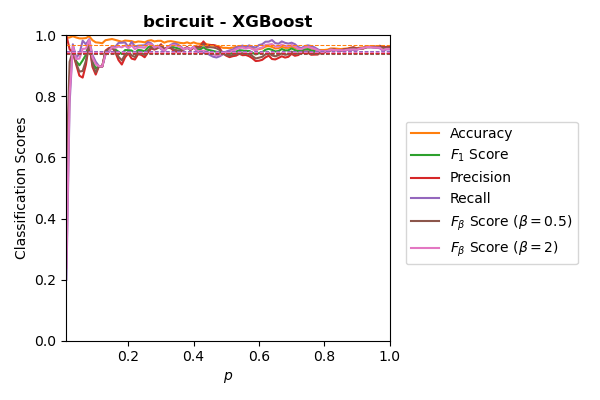 bcircuit - XGBoost
Classification Scores
1.0
0.8
0.6
0.4
0.2
0.0
0.2 0.4 0.6 0.8 1.0
p
Accuracy
F₁ Score
Precision
Recall
Fᵦ Score (β = 0.5)
Fᵦ Score (β = 2)